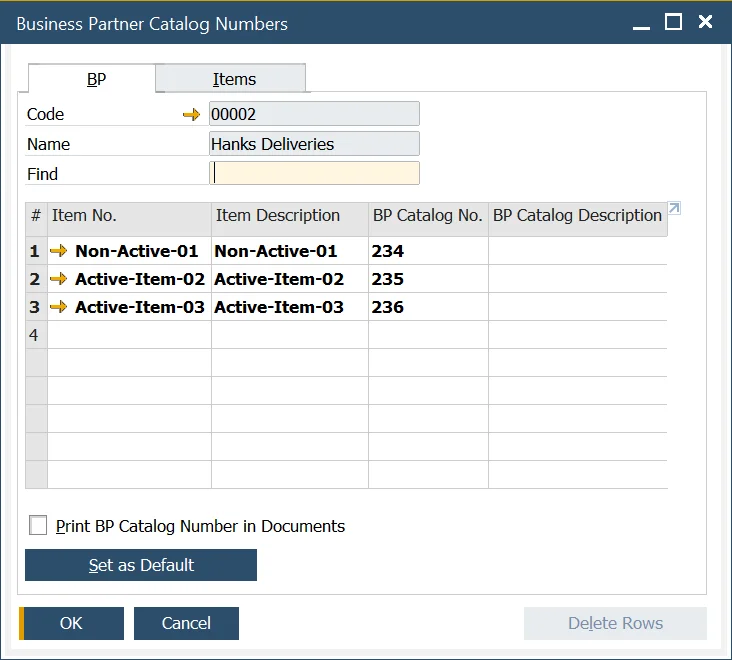 Business Partner Catalog Numbers
BP Items
Code 00002
Name Hanks Deliveries
Find
# Item No. Item Description BP Catalog No. BP Catalog Description
1 Non-Active-01 Non-Active-01 234
2 Active-Item-02 Active-Item-02 235
3 Active-Item-03 Active-Item-03 236
4
Print BP Catalog Number in Documents
Set as Default
OK Cancel Delete Rows